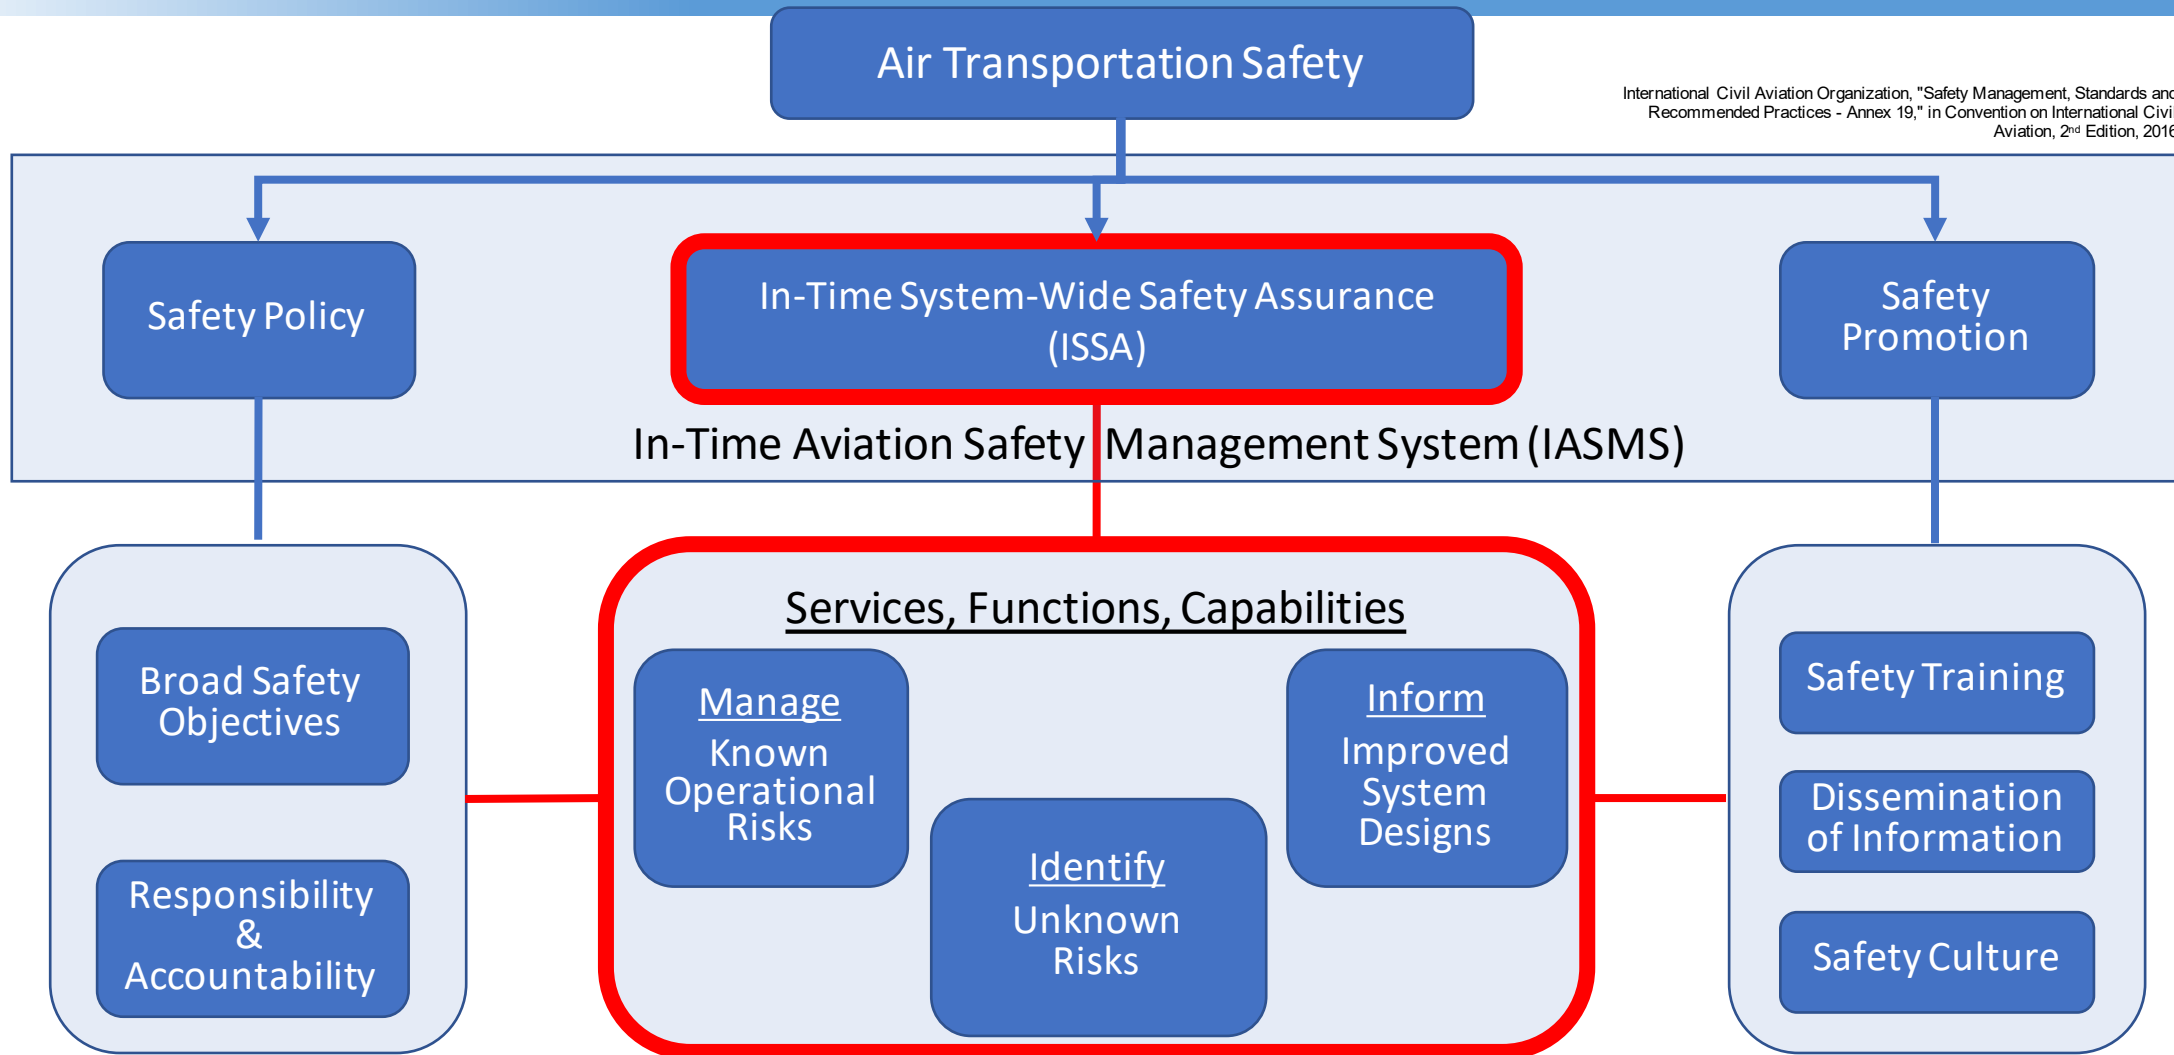 Air Transportation Safety
International Civil Aviation Organization, "Safety Management, Standards and
Recommended Practices - Annex 19," in Convention on International Civil
Aviation, 2nd Edition, 2016
Safety Policy
In-Time System-Wide Safety Assurance
(ISSA)
Safety
Promotion
In-Time Aviation Safety Management System (IASMS)
Broad Safety
Objectives
Responsibility
&
Accountability
Services, Functions, Capabilities
Manage
Known
Operational
Risks
Identify
Unknown
Risks
Inform
Improved
System
Designs
Safety Training
Dissemination
of Information
Safety Culture